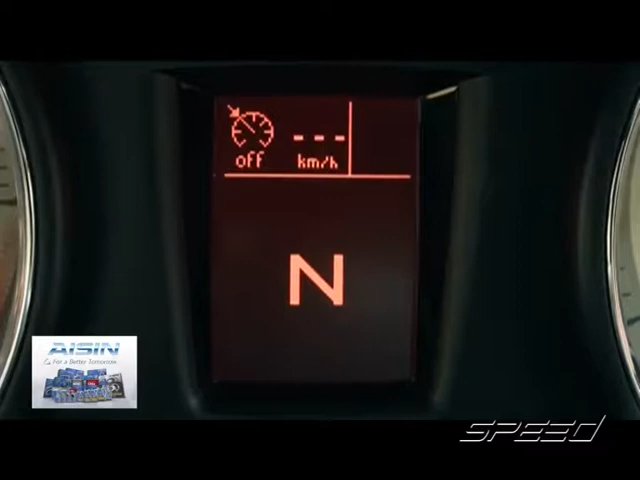 OFF
--- km/h
N
AISIN
For a Better Tomorrow
SPEED